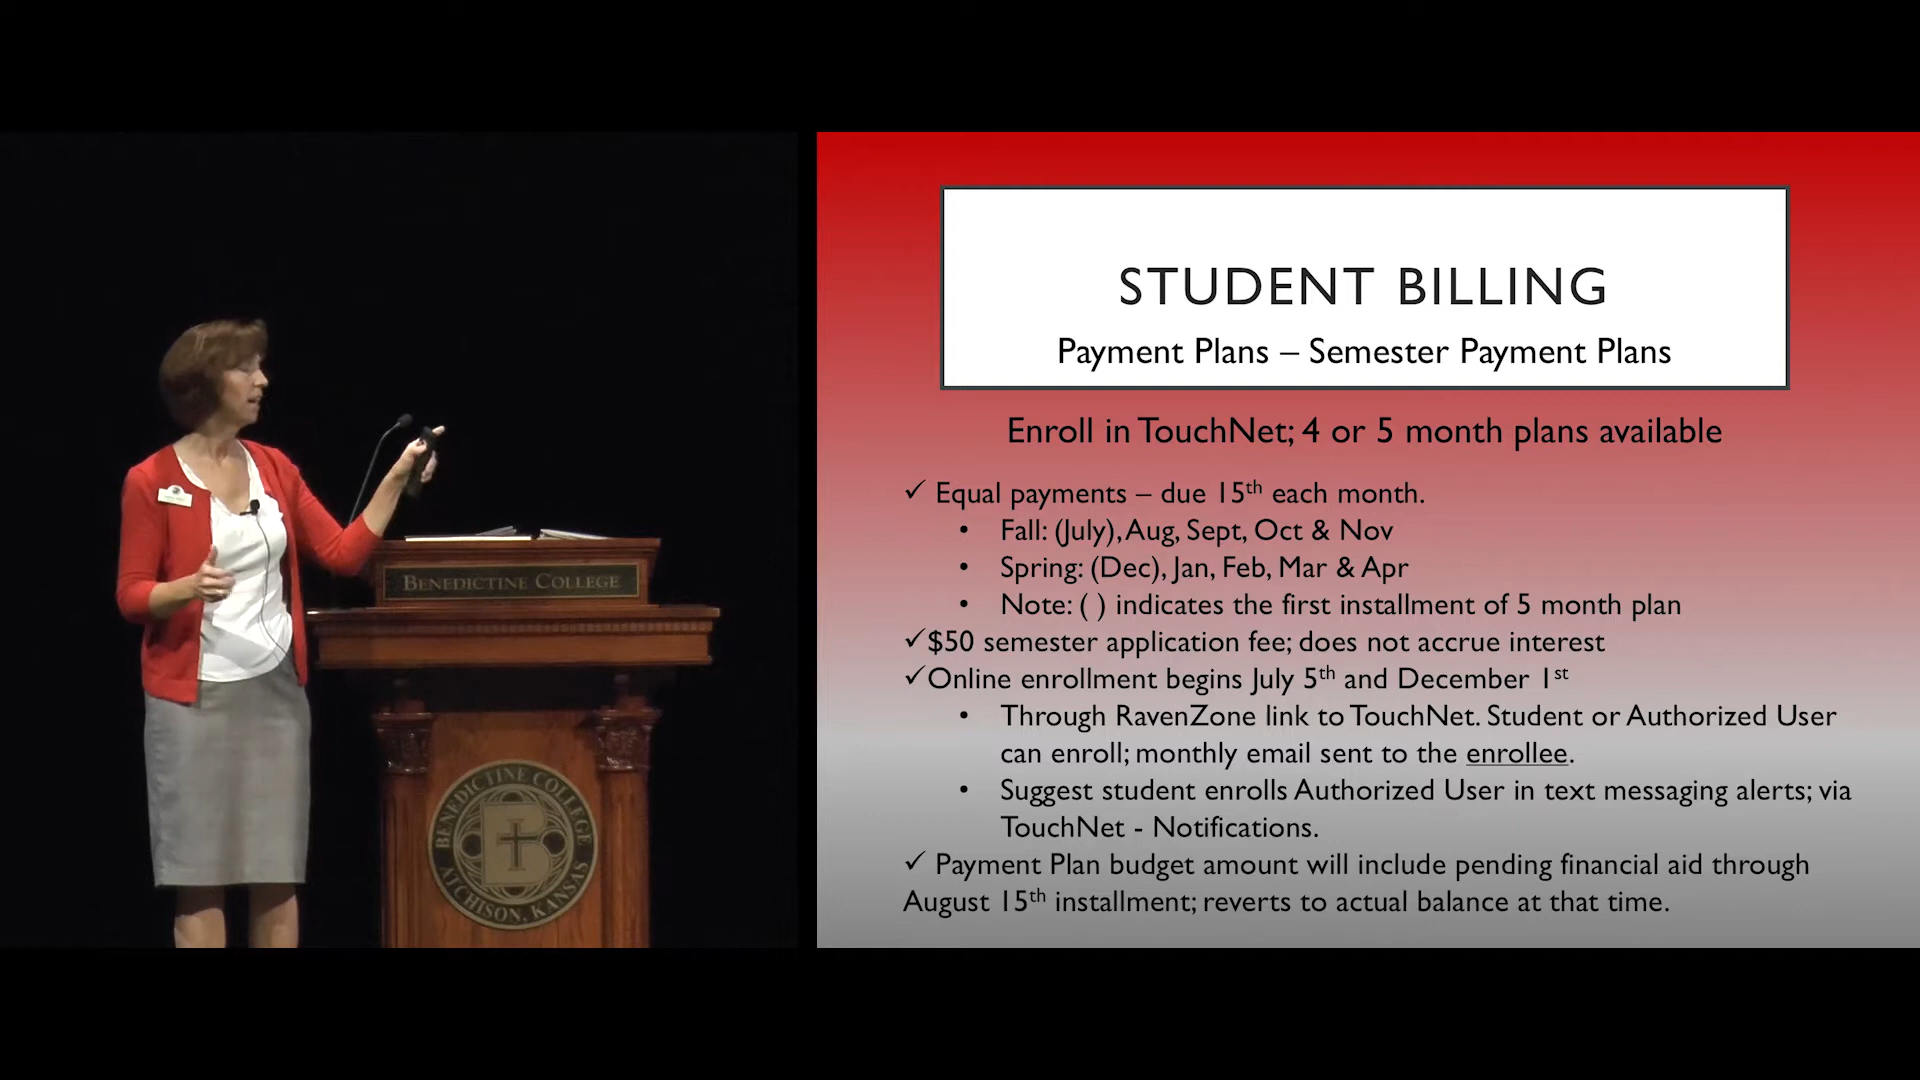 STUDENT BILLING
Payment Plans – Semester Payment Plans
Enroll in TouchNet; 4 or 5 month plans available
✓ Equal payments – due 15th each month.
• Fall: (July), Aug, Sept, Oct & Nov
• Spring: (Dec), Jan, Feb, Mar & Apr
• Note: ( ) indicates the first installment of 5 month plan
✓$50 semester application fee; does not accrue interest
✓Online enrollment begins July 5th and December 1st
• Through RavenZone link to TouchNet. Student or Authorized User
can enroll; monthly email sent to the enrollee.
• Suggest student enrolls Authorized User in text messaging alerts; via
TouchNet - Notifications.
✓ Payment Plan budget amount will include pending financial aid through
August 15th installment; reverts to actual balance at that time.
BENEDICTINE COLLEGE
BENEDICTINE COLLEGE
B
ATCHISON, KANSAS